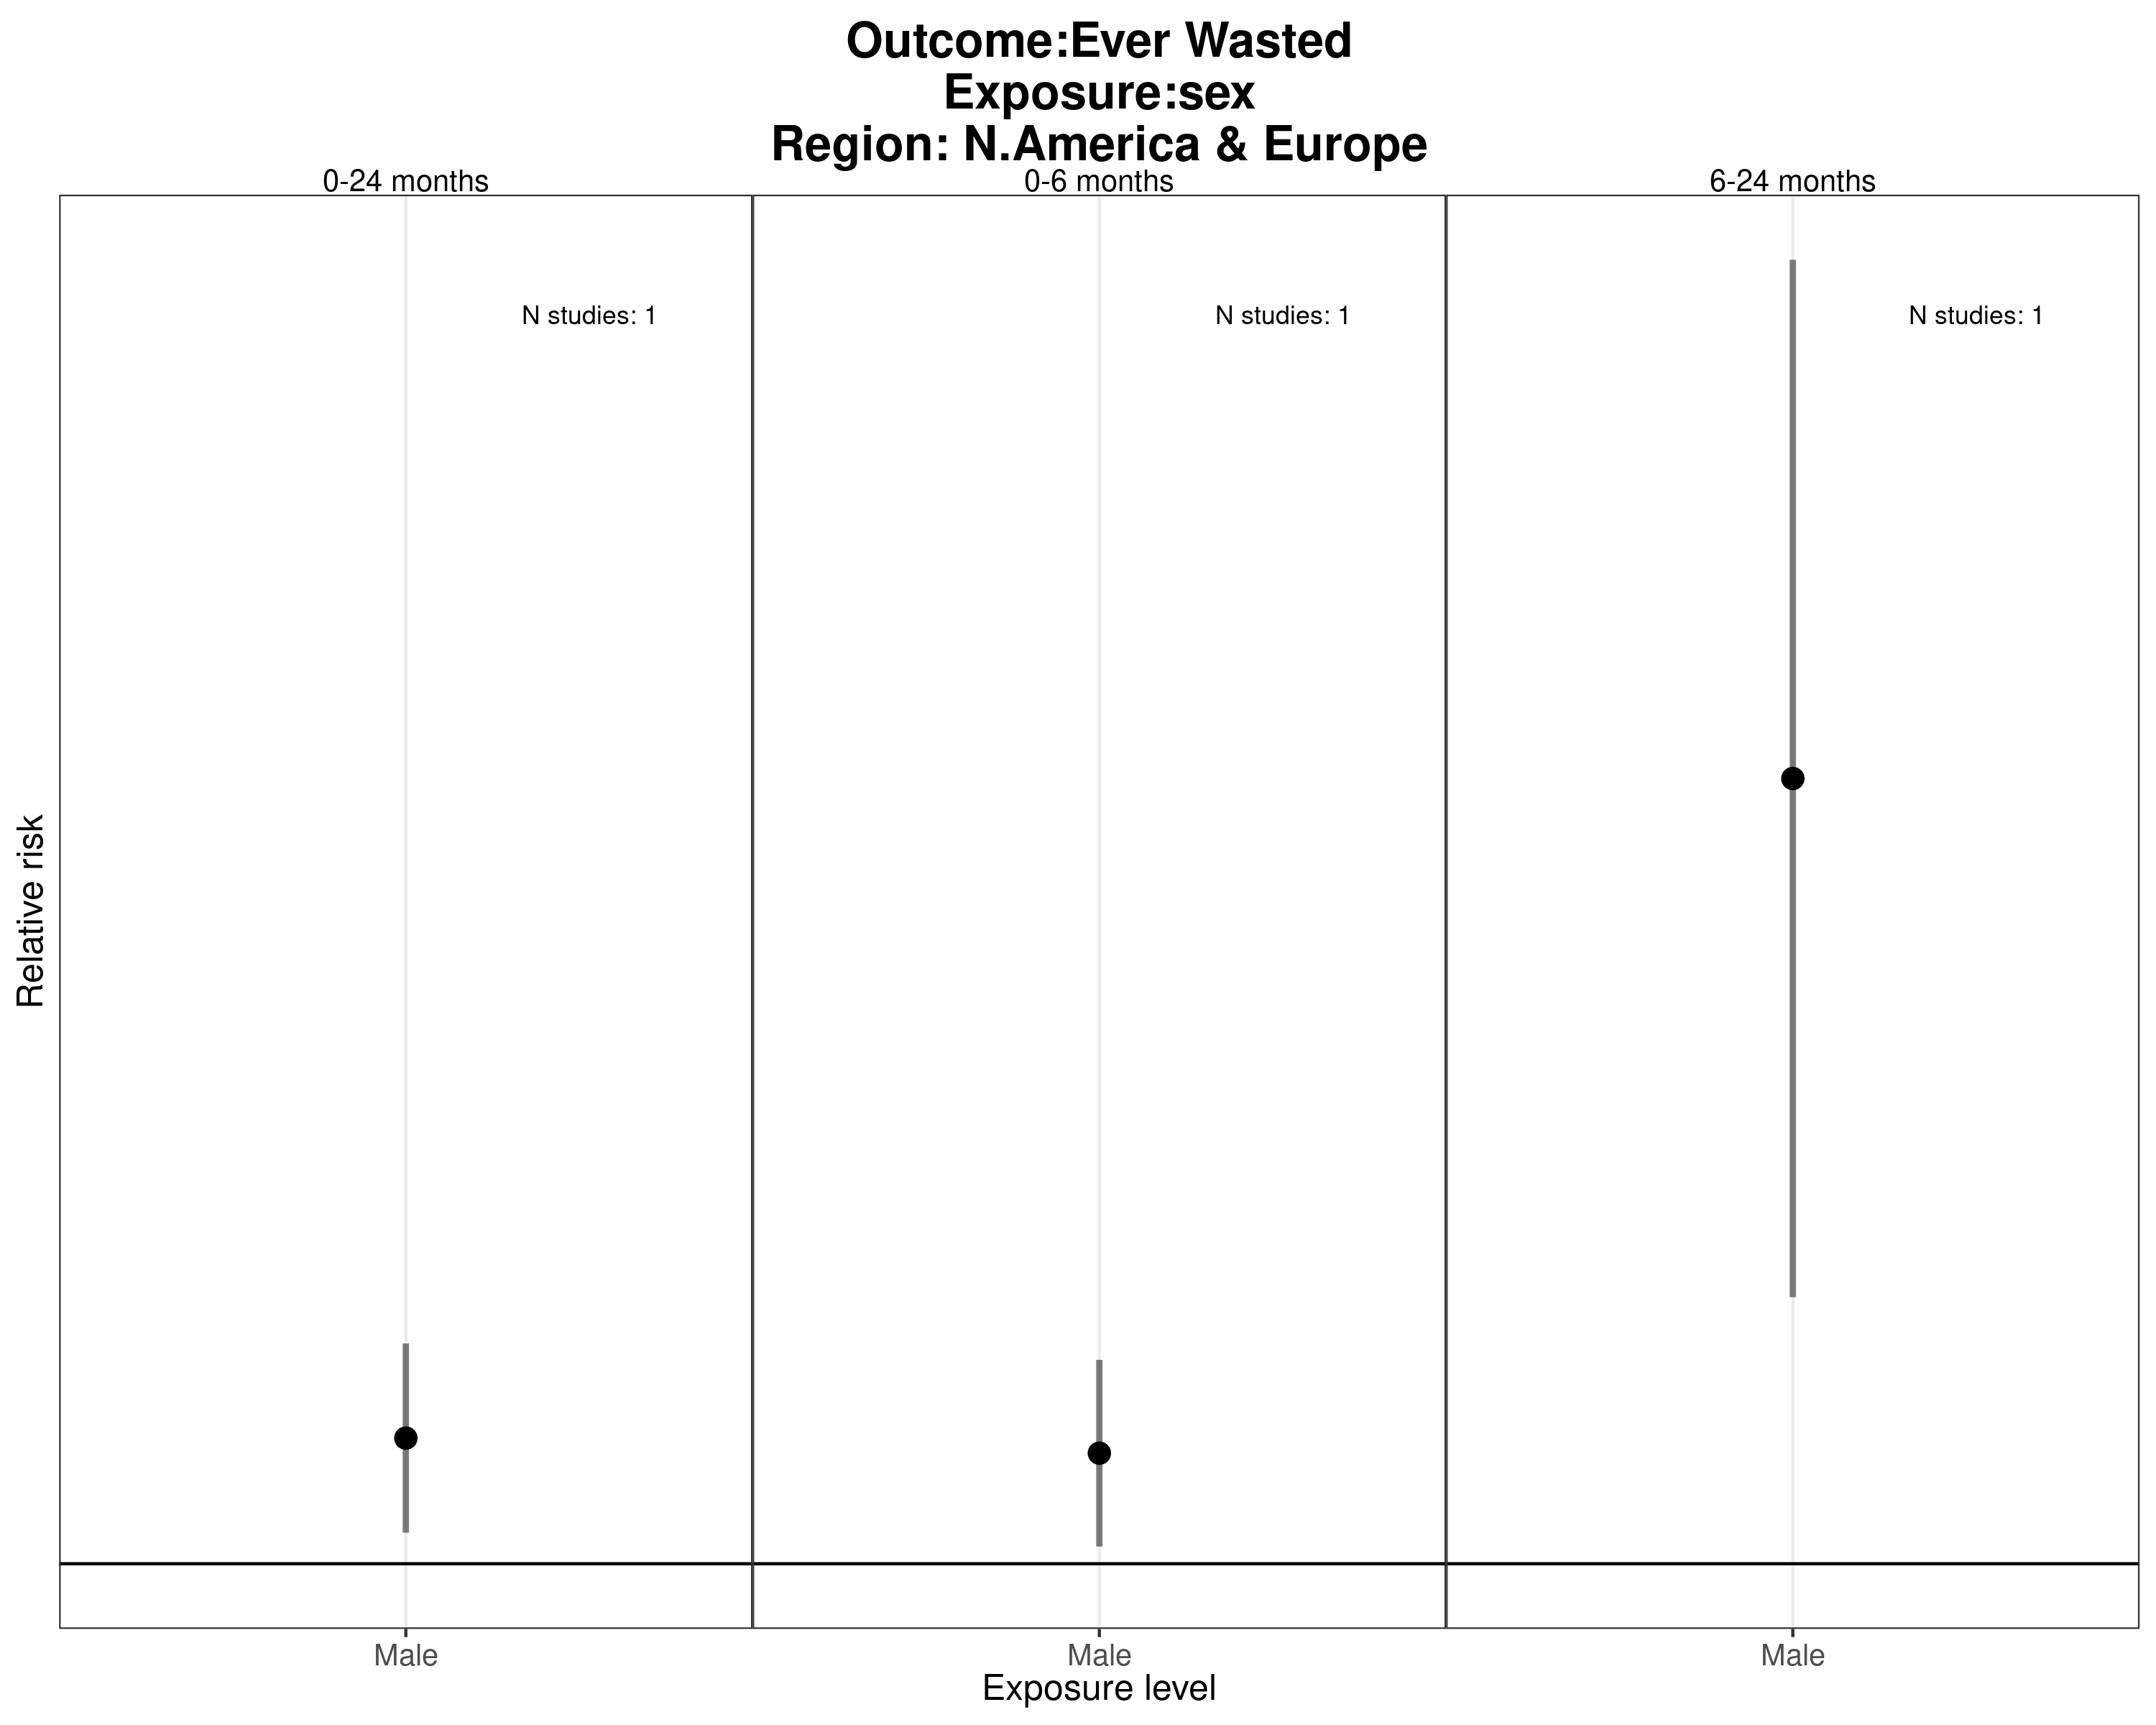 Outcome:Ever Wasted
Exposure:sex
Region: N.America & Europe
0-24 months
0-6 months
6-24 months
N studies: 1
N studies: 1
N studies: 1
Relative risk
Male
Male
Male
Exposure level